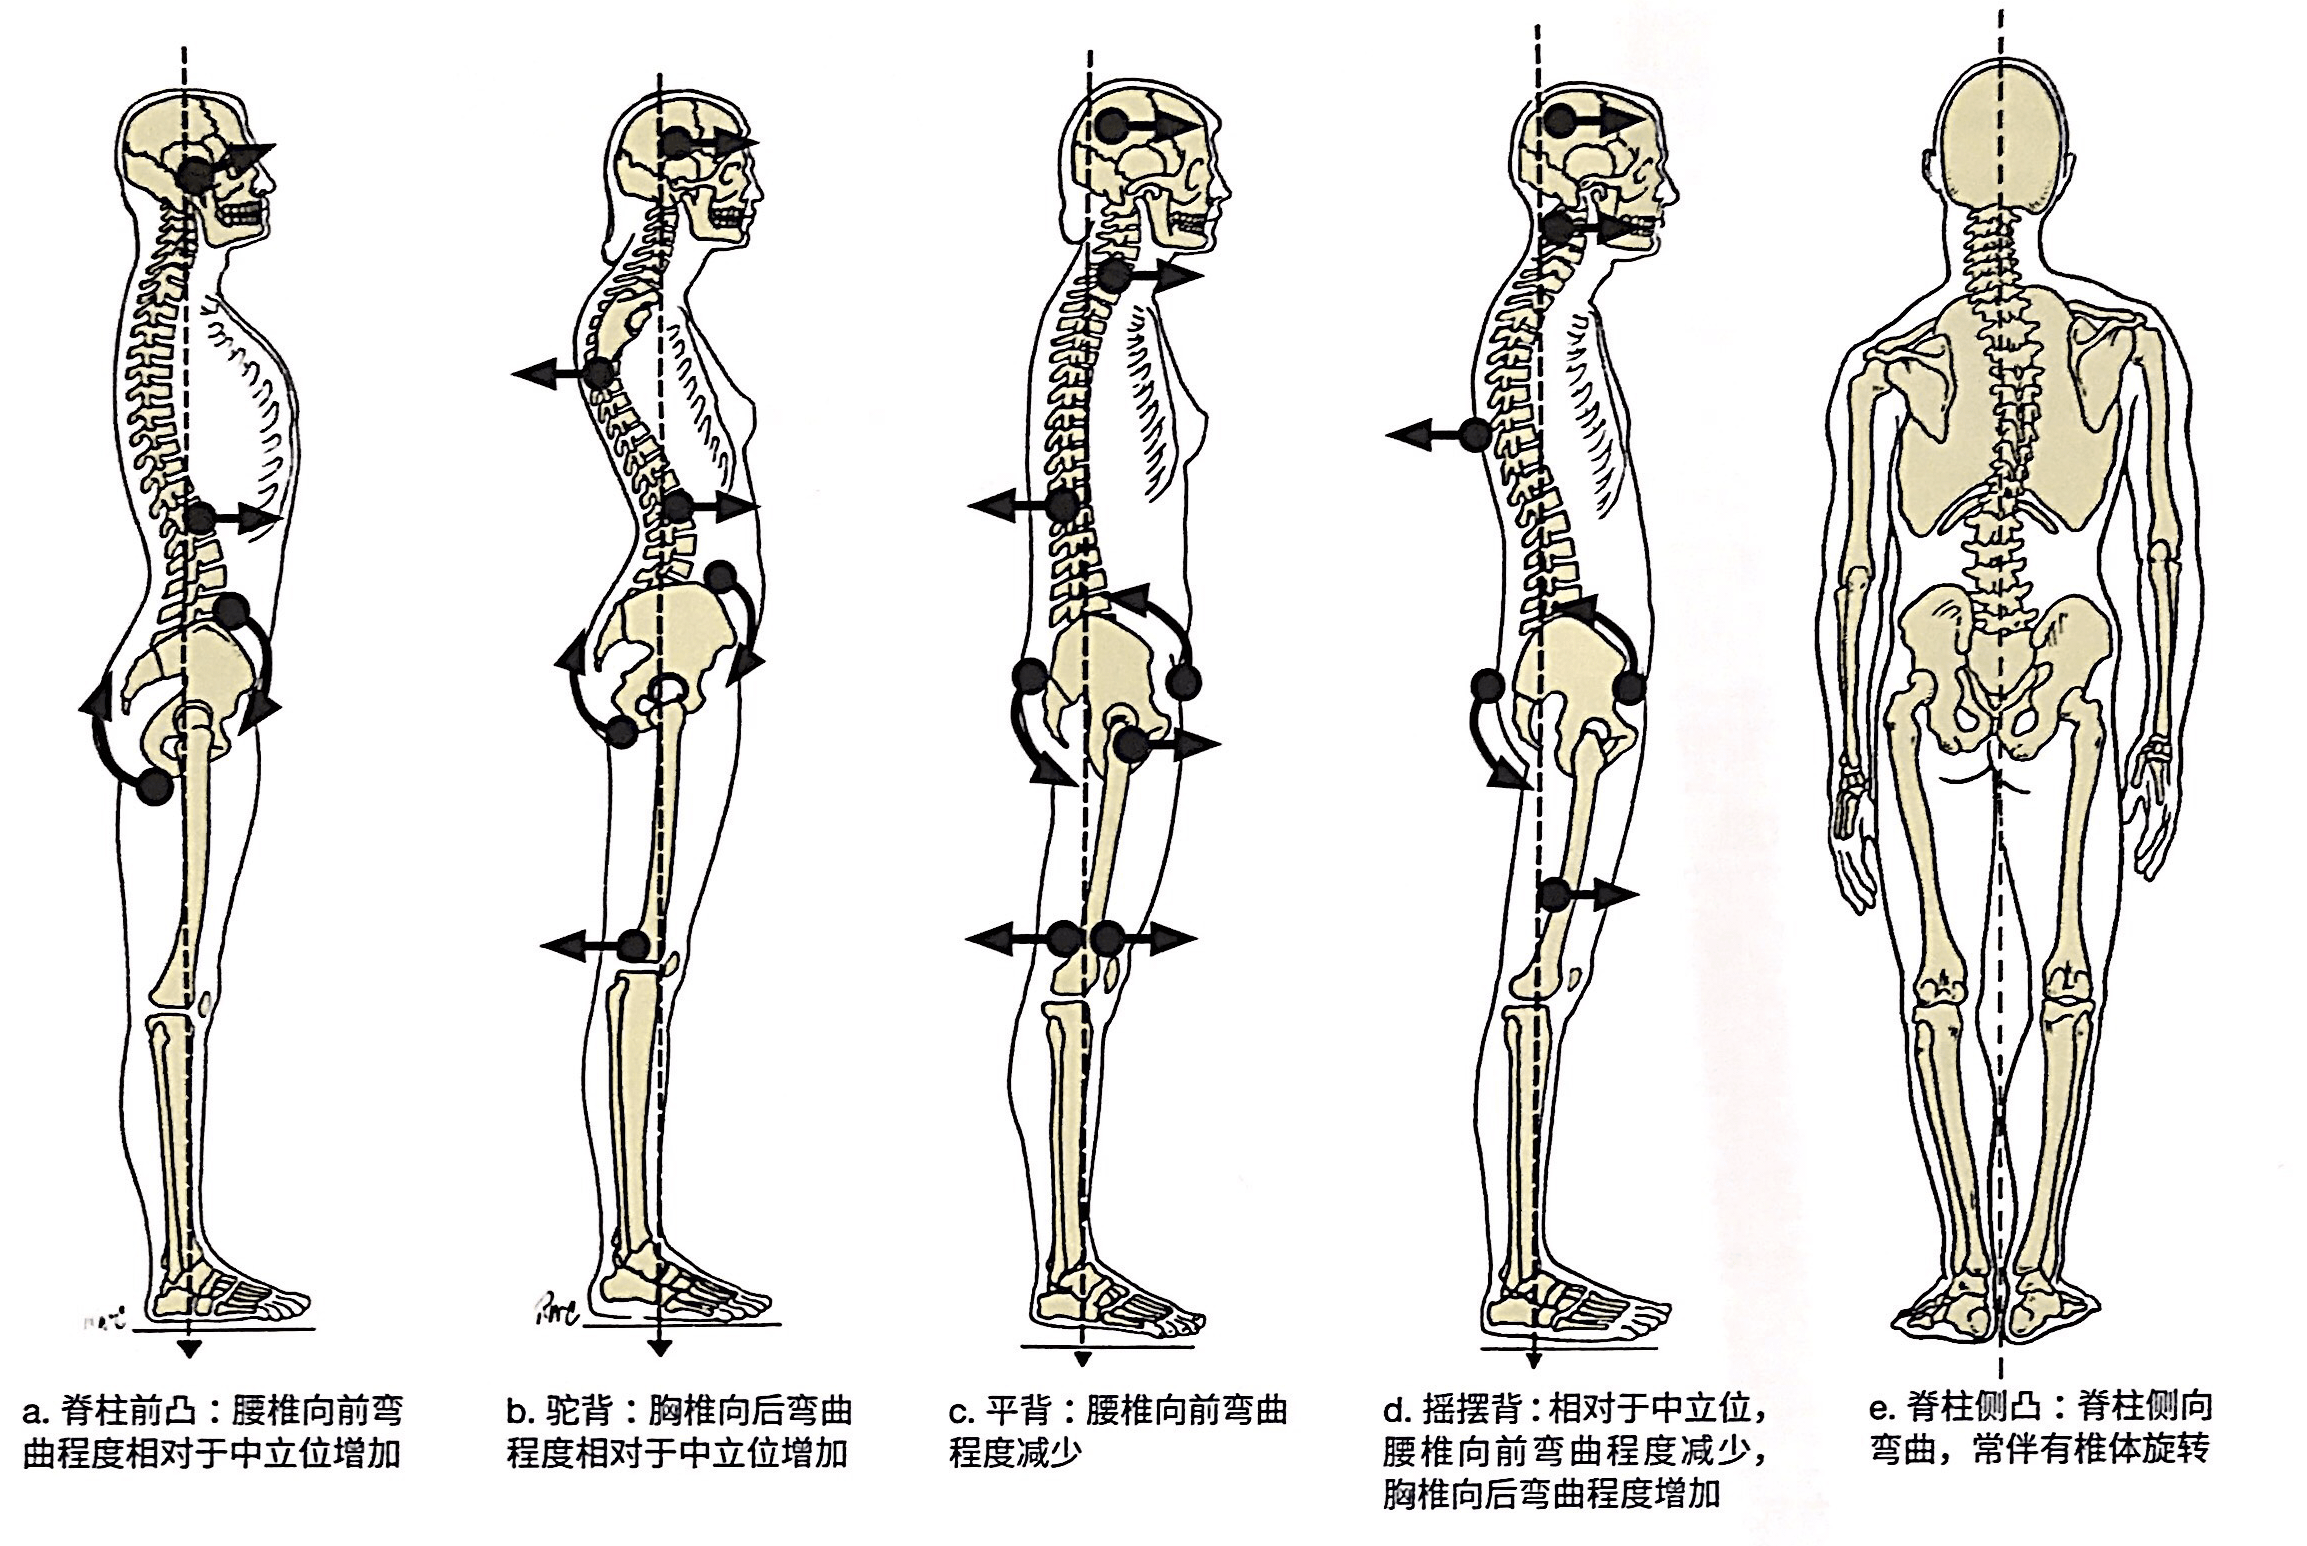 a. 脊柱前凸：腰椎向前弯
曲程度相对于中立位增加
b. 驼背：胸椎向后弯曲
程度相对于中立位增加
c. 平背：腰椎向前弯曲
程度减少
d. 摇摆背：相对于中立位，
腰椎向前弯曲程度减少，
胸椎向后弯曲程度增加
e. 脊柱侧凸：脊柱侧向
弯曲，常伴有椎体旋转